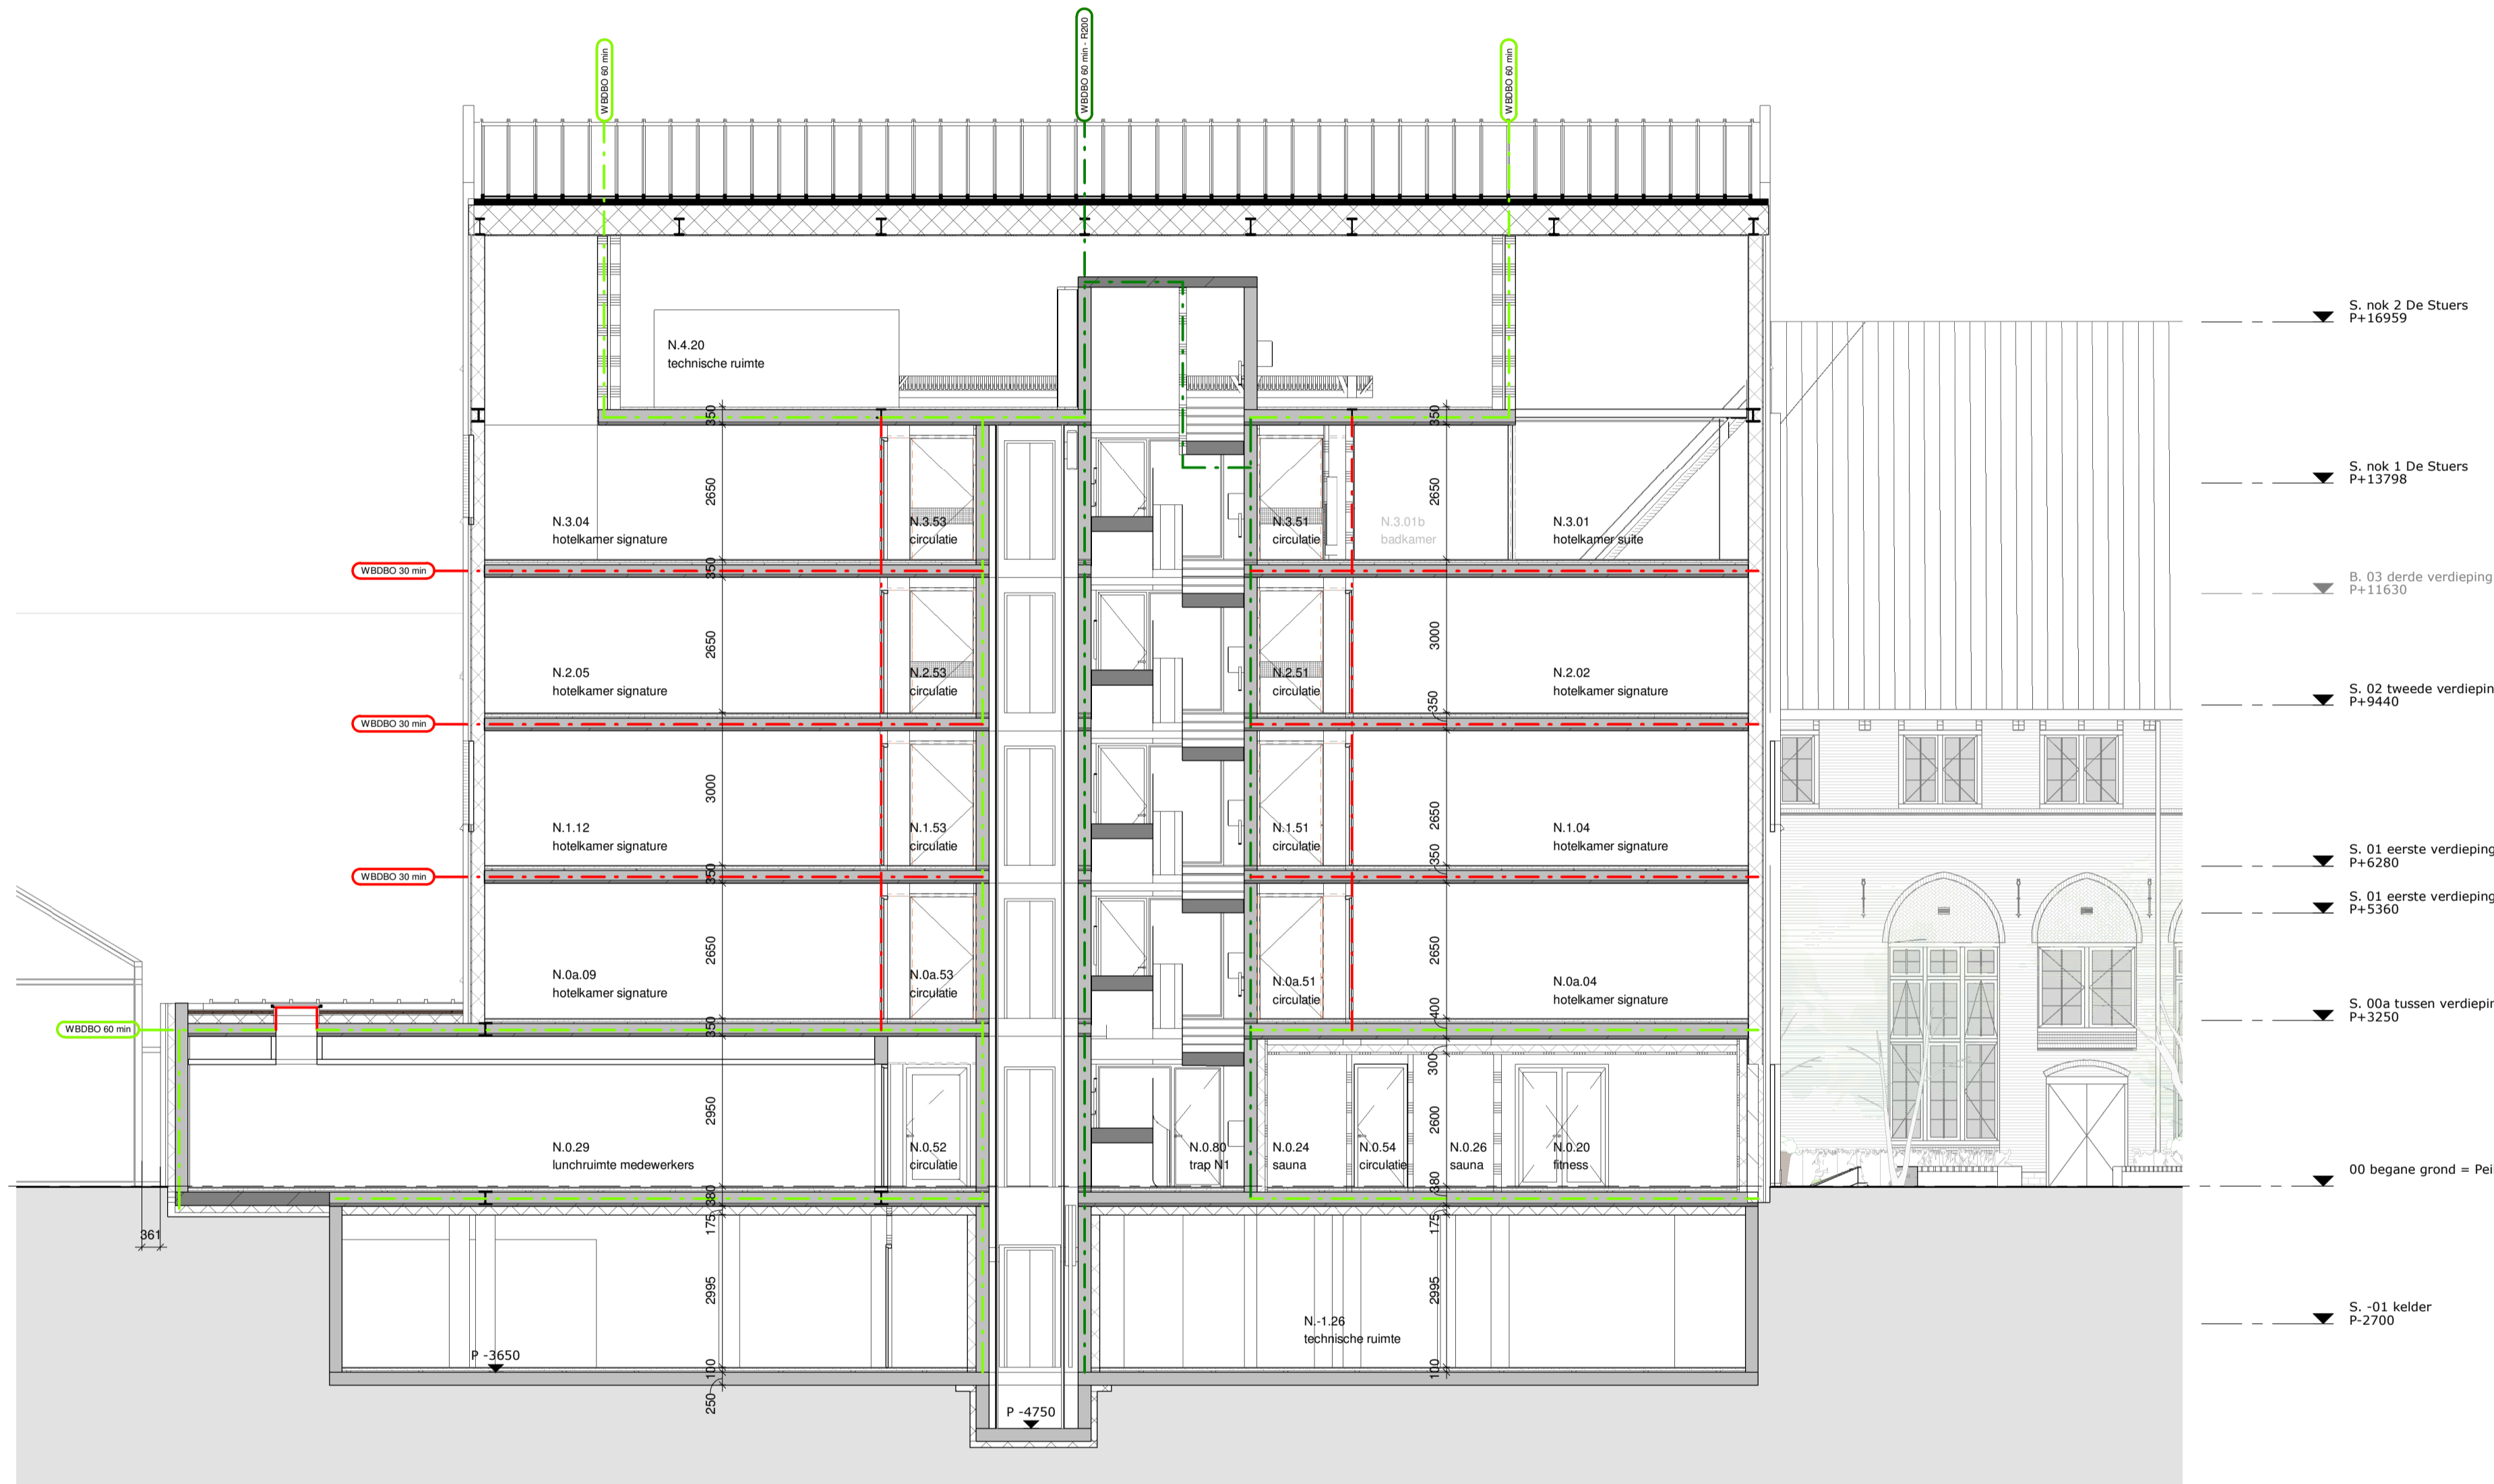 WBDBO 60 min
WBDBO 60 min - R200
WBDBO 60 min
S. nok 2 De Stuers
P+16959
N.4.20
technische ruimte
350
350
S. nok 1 De Stuers
P+13798
2650
2650
N.3.04
hotelkamer signature
N.3.53
circulatie
N.3.51
circulatie
N.3.01b
badkamer
N.3.01
hotelkamer suite
WBDBO 30 min
350
B. 03 derde verdieping
P+11630
2650
3000
N.2.05
hotelkamer signature
N.2.53
circulatie
N.2.51
circulatie
N.2.02
hotelkamer signature
S. 02 tweede verdiepin
P+9440
350
WBDBO 30 min
3000
2650
N.1.12
hotelkamer signature
N.1.53
circulatie
N.1.51
circulatie
N.1.04
hotelkamer signature
S. 01 eerste verdieping
P+6280
350
350
WBDBO 30 min
S. 01 eerste verdieping
P+5360
2650
2650
N.0a.09
hotelkamer signature
N.0a.53
circulatie
N.0a.51
circulatie
N.0a.04
hotelkamer signature
S. 00a tussen verdiepin
P+3250
400
350
WBDBO 60 min
300
2950
2600
N.0.29
lunchruimte medewerkers
N.0.52
circulatie
N.0.80
trap N1
N.0.24
sauna
N.0.54
circulatie
N.0.26
sauna
N.0.20
fitness
00 begane grond = Pei
380
380
175
175
361
2995
2995
N.-1.26
technische ruimte
S. -01 kelder
P-2700
P -3650
100
100
250
P -4750